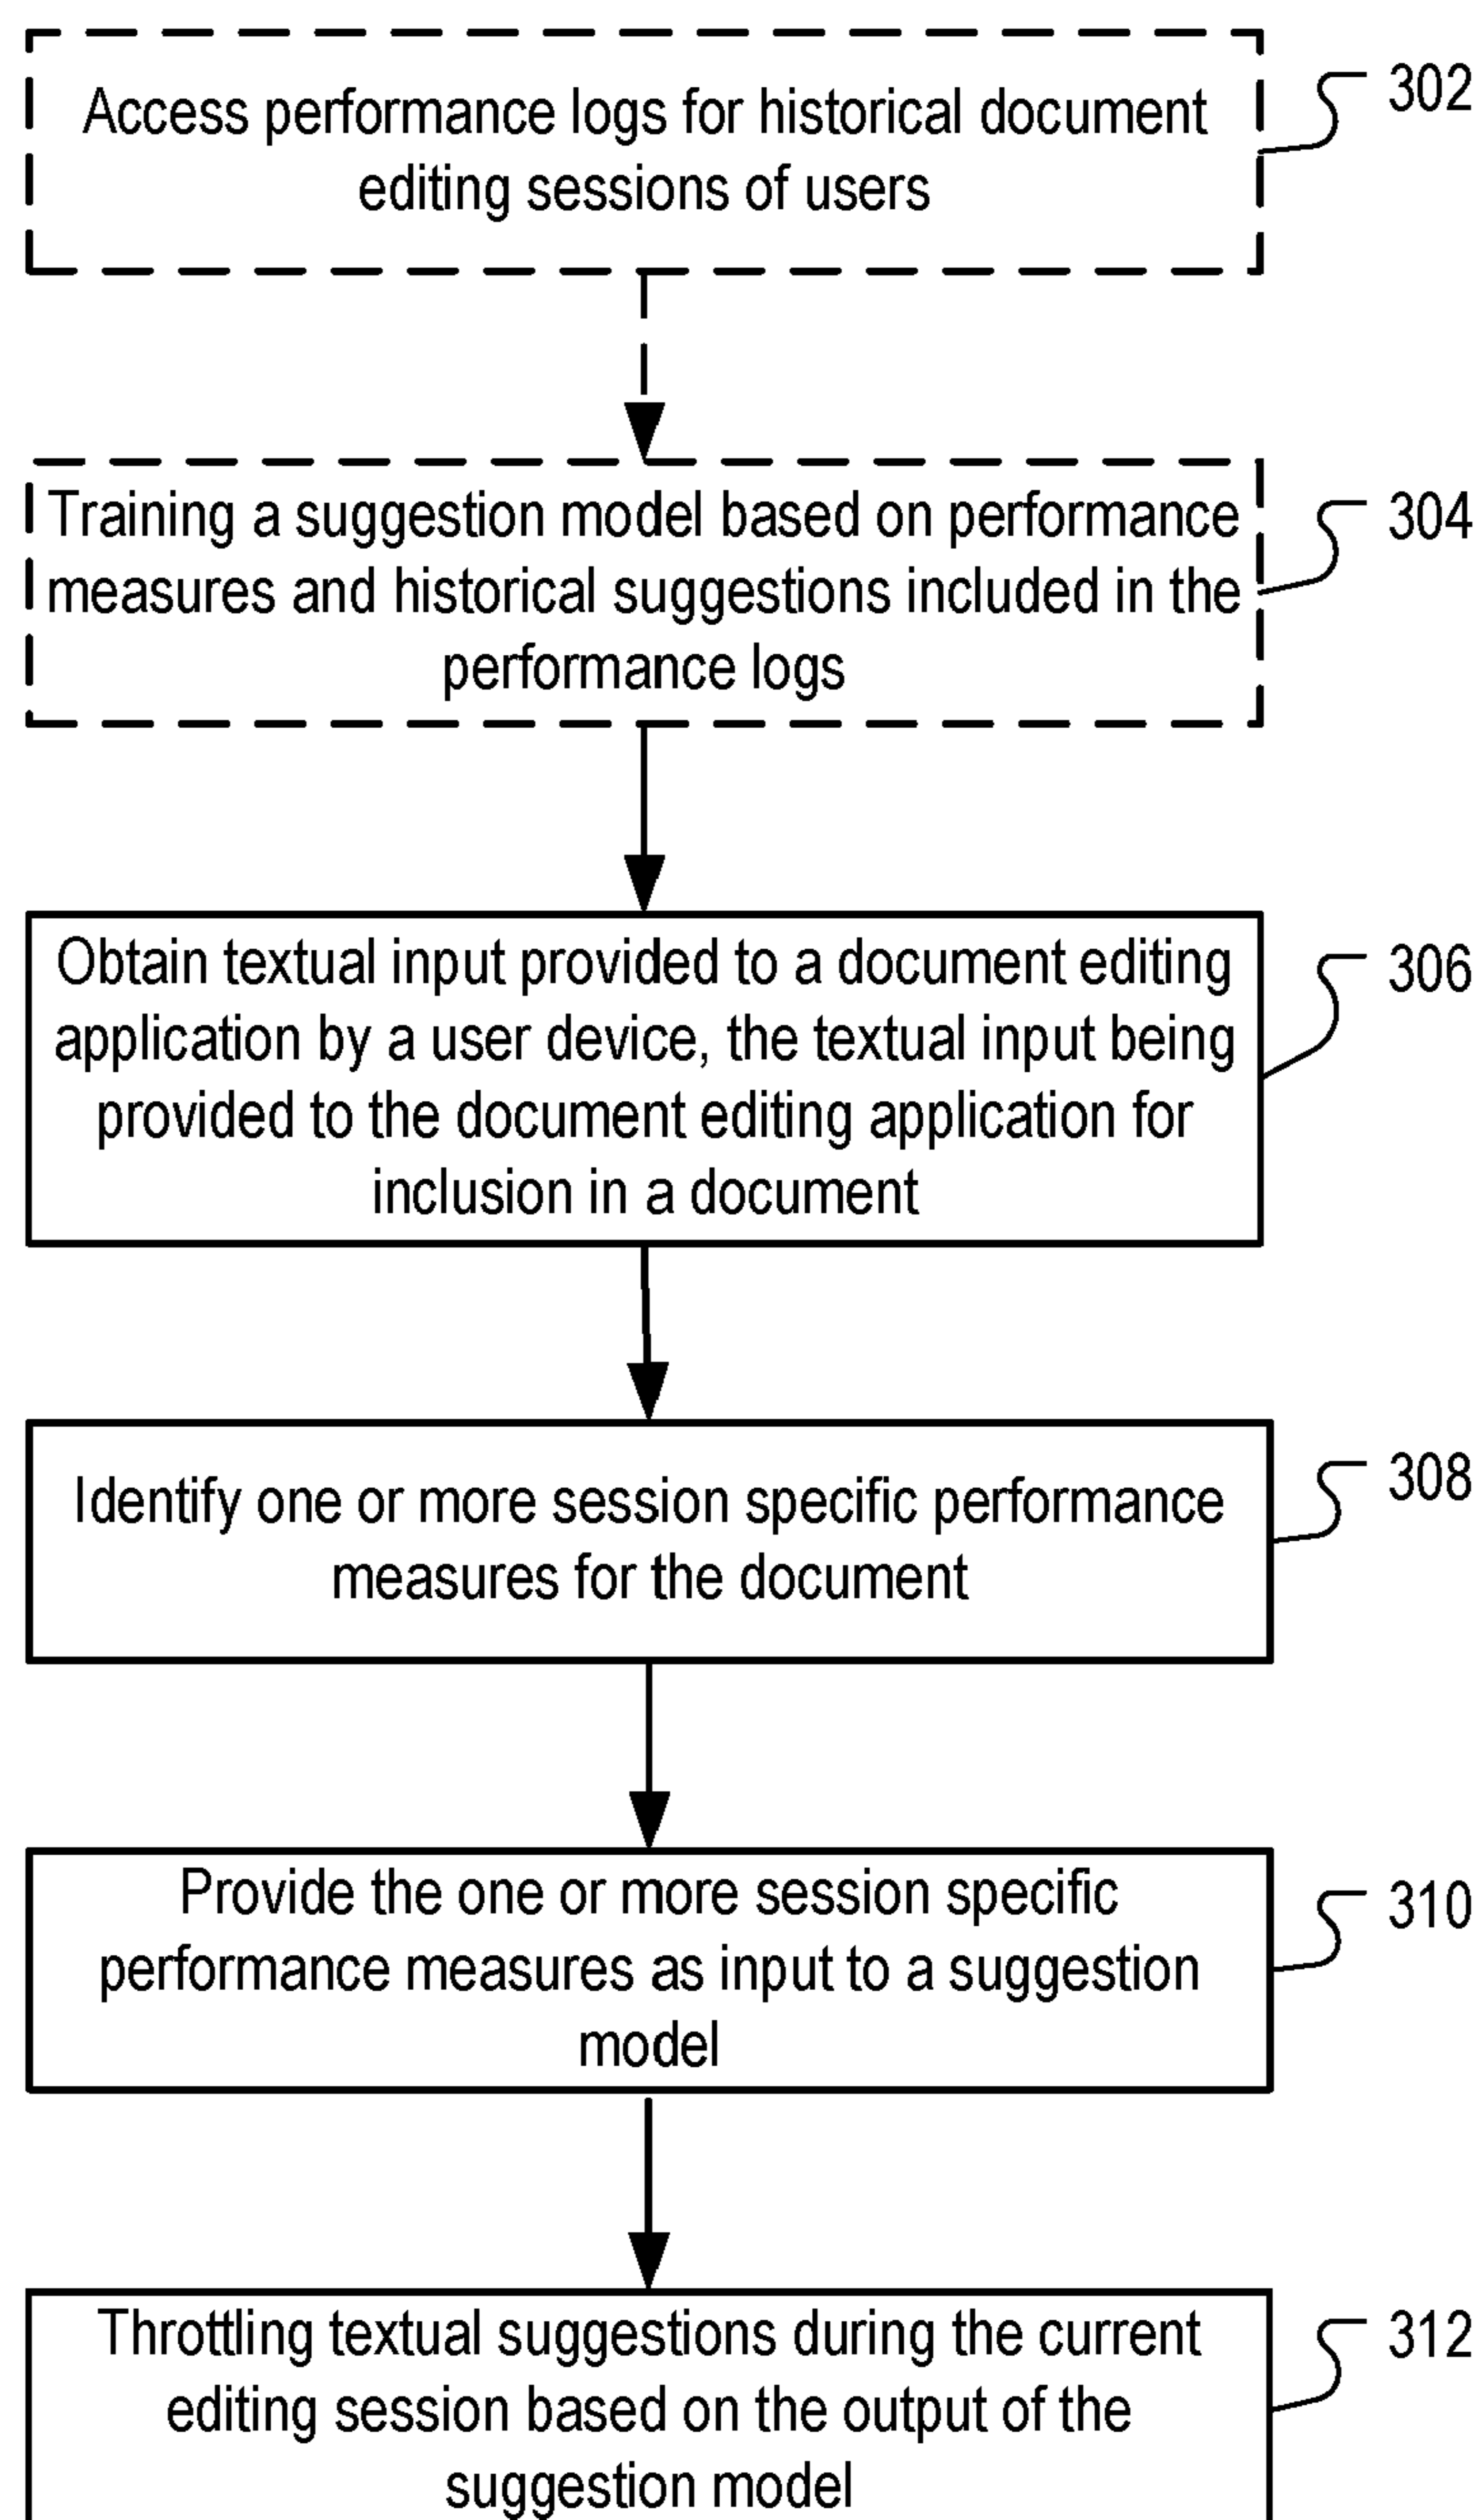 Access performance logs for historical document
editing sessions of users
302
Training a suggestion model based on performance
measures and historical suggestions included in the
performance logs
304
Obtain textual input provided to a document editing
application by a user device, the textual input being
provided to the document editing application for
inclusion in a document
306
Identify one or more session specific performance
measures for the document
308
Provide the one or more session specific
performance measures as input to a suggestion
model
310
Throttling textual suggestions during the current
editing session based on the output of the
suggestion model
312